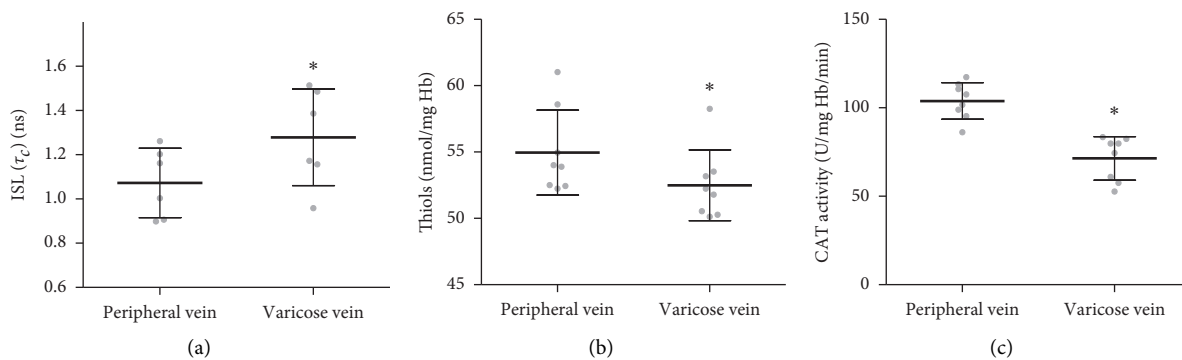 ISL (τc) (ns)
1.6
1.4
1.2
1.0
0.8
0.6
*
Peripheral vein
Varicose vein
(a)
Thiols (nmol/mg Hb)
65
60
55
50
45
*
Peripheral vein
Varicose vein
(b)
CAT activity (U/mg Hb/min)
150
100
50
0
*
Peripheral vein
Varicose vein
(c)